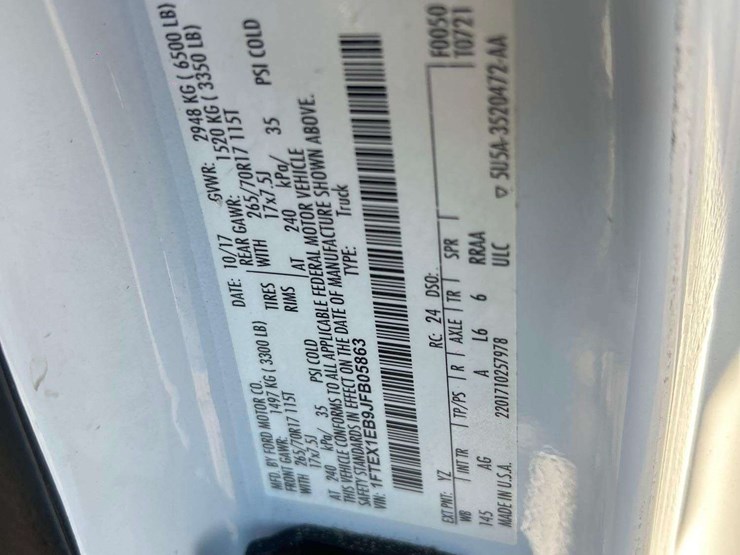 MFD. BY FORD MOTOR CO.
DATE: 10/17 GVWR: 2948 KG ( 6500 LB)
FRONT GAWR: 1497 KG ( 3300 LB) REAR GAWR: 1520 KG ( 3350 LB)
WITH 265/70R17 115T TIRES WITH 265/70R17 115T
17x7.5J RIMS 17x7.5J
AT 240 kPa/ 35 PSI COLD AT 240 kPa/ 35 PSI COLD
THIS VEHICLE CONFORMS TO ALL APPLICABLE FEDERAL MOTOR VEHICLE
SAFETY STANDARDS IN EFFECT ON THE DATE OF MANUFACTURE SHOWN ABOVE.
VIN: 1FTEX1EB9JFB05863 TYPE: Truck
F0050
T0721
EXT PNT: YZ RC: 24 DSO:
WB INT TR TP/PS R AXLE TR SPR
145 AG A L6 6 RRAA
MADE IN U.S.A. 2201710257978 ULC ▽ 5U5A-3520472-AA